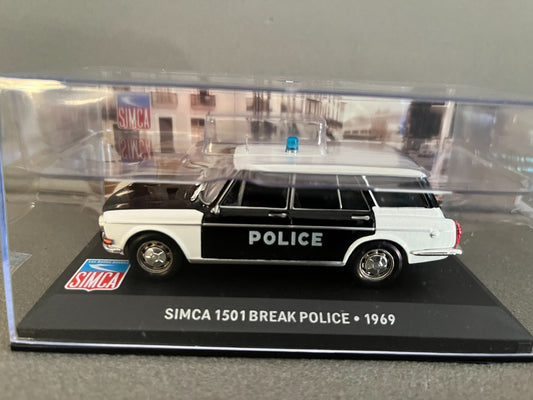 SIMCA
POLICE
SIMCA
SIMCA 1501 BREAK POLICE • 1969